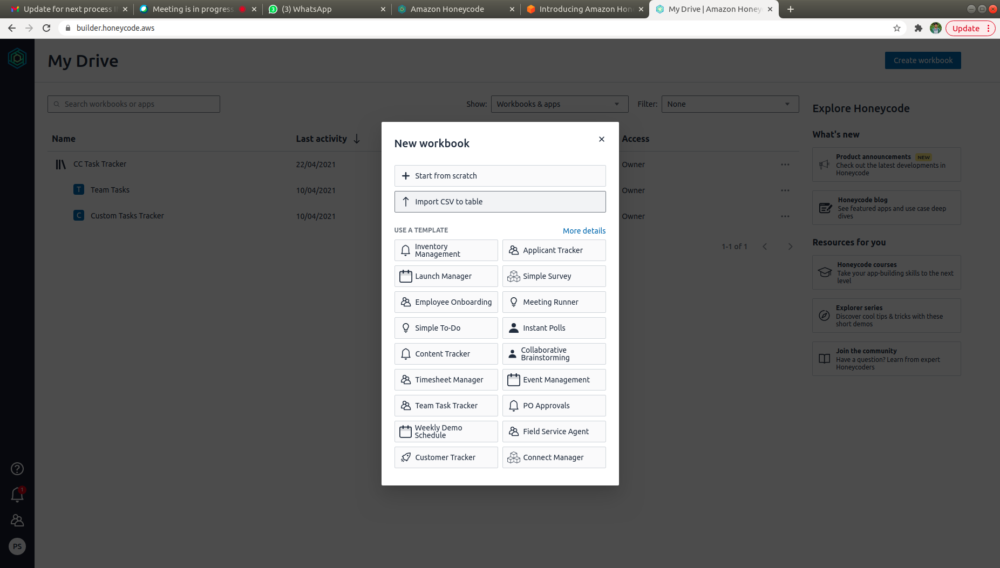 Update for next process I
Meeting is in progress
3
(3) WhatsApp
Amazon Honeycode
Introducing Amazon Hon
My Drive | Amazon Honey
builder.honeycode.aws
Update
My Drive
Create workbook
Search workbooks or apps
Show:
Workbooks & apps
Filter:
None
Name
Last activity
Access
CC Task Tracker
22/04/2021
Owner
T
Team Tasks
10/04/2021
Owner
C
Custom Tasks Tracker
10/04/2021
Owner
1-1 of 1
New workbook
Start from scratch
Import CSV to table
USE A TEMPLATE
More details
Inventory
Management
Applicant Tracker
Launch Manager
Simple Survey
Employee Onboarding
Meeting Runner
Simple To-Do
Instant Polls
Content Tracker
Collaborative
Brainstorming
Timesheet Manager
Event Management
Team Task Tracker
PO Approvals
Weekly Demo
Schedule
Field Service Agent
Customer Tracker
Connect Manager
Explore Honeycode
What's new
Product announcements NEW
Check out the latest developments in
Honeycode
Honeycode blog
See featured apps and use case deep
dives
Resources for you
Honeycode courses
Take your app-building skills to the next
level
Explorer series
Discover cool tips & tricks with these
short demos
Join the community
Have a question? Learn from expert
Honeycoders
1
PS